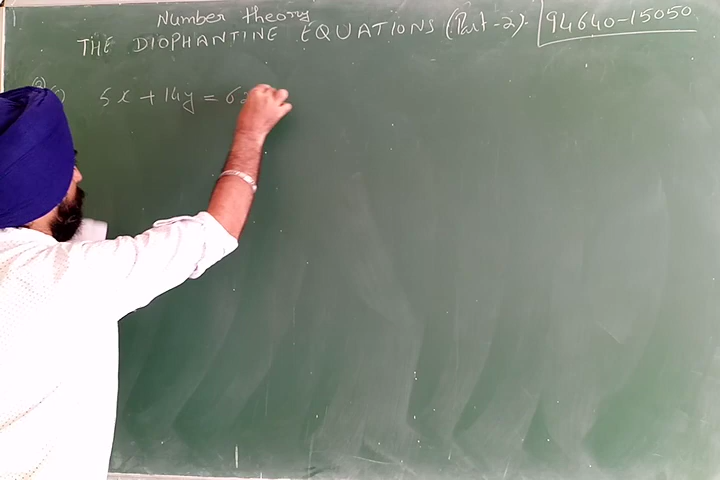 Number theory
THE DIOPHANTINE EQUATIONS (Part-2). 94640-15050
5x + 14y = 6